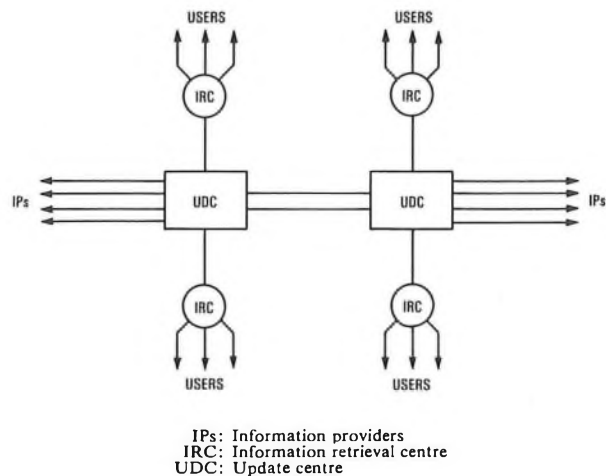 USERS USERS
IRC IRC
IPs UDC UDC IPs
IRC IRC
USERS USERS
IPs: Information providers
IRC: Information retrieval centre
UDC: Update centre